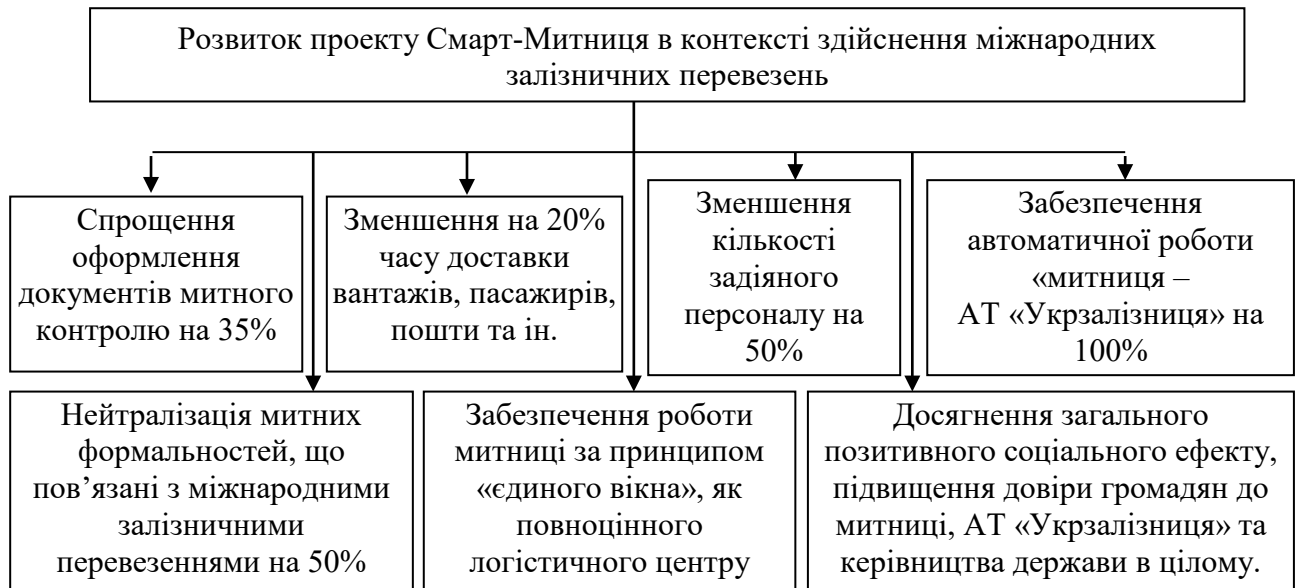 Розвиток проекту Смарт-Митниця в контексті здійснення міжнародних
залізничних перевезень
Спрощення
оформлення
документів митного
контролю на 35%
Зменшення на 20%
часу доставки
вантажів, пасажирів,
пошти та ін.
Зменшення
кількості
задіяного
персоналу на
50%
Забезпечення
автоматичної роботи
«митниця –
АТ «Укрзалізниця» на
100%
Нейтралізація митних
формальностей, що
пов’язані з міжнародними
залізничними
перевезеннями на 50%
Забезпечення роботи
митниці за принципом
«єдиного вікна», як
повноцінного
логістичного центру
Досягнення загального
позитивного соціального ефекту,
підвищення довіри громадян до
митниці, АТ «Укрзалізниця» та
керівництва держави в цілому.